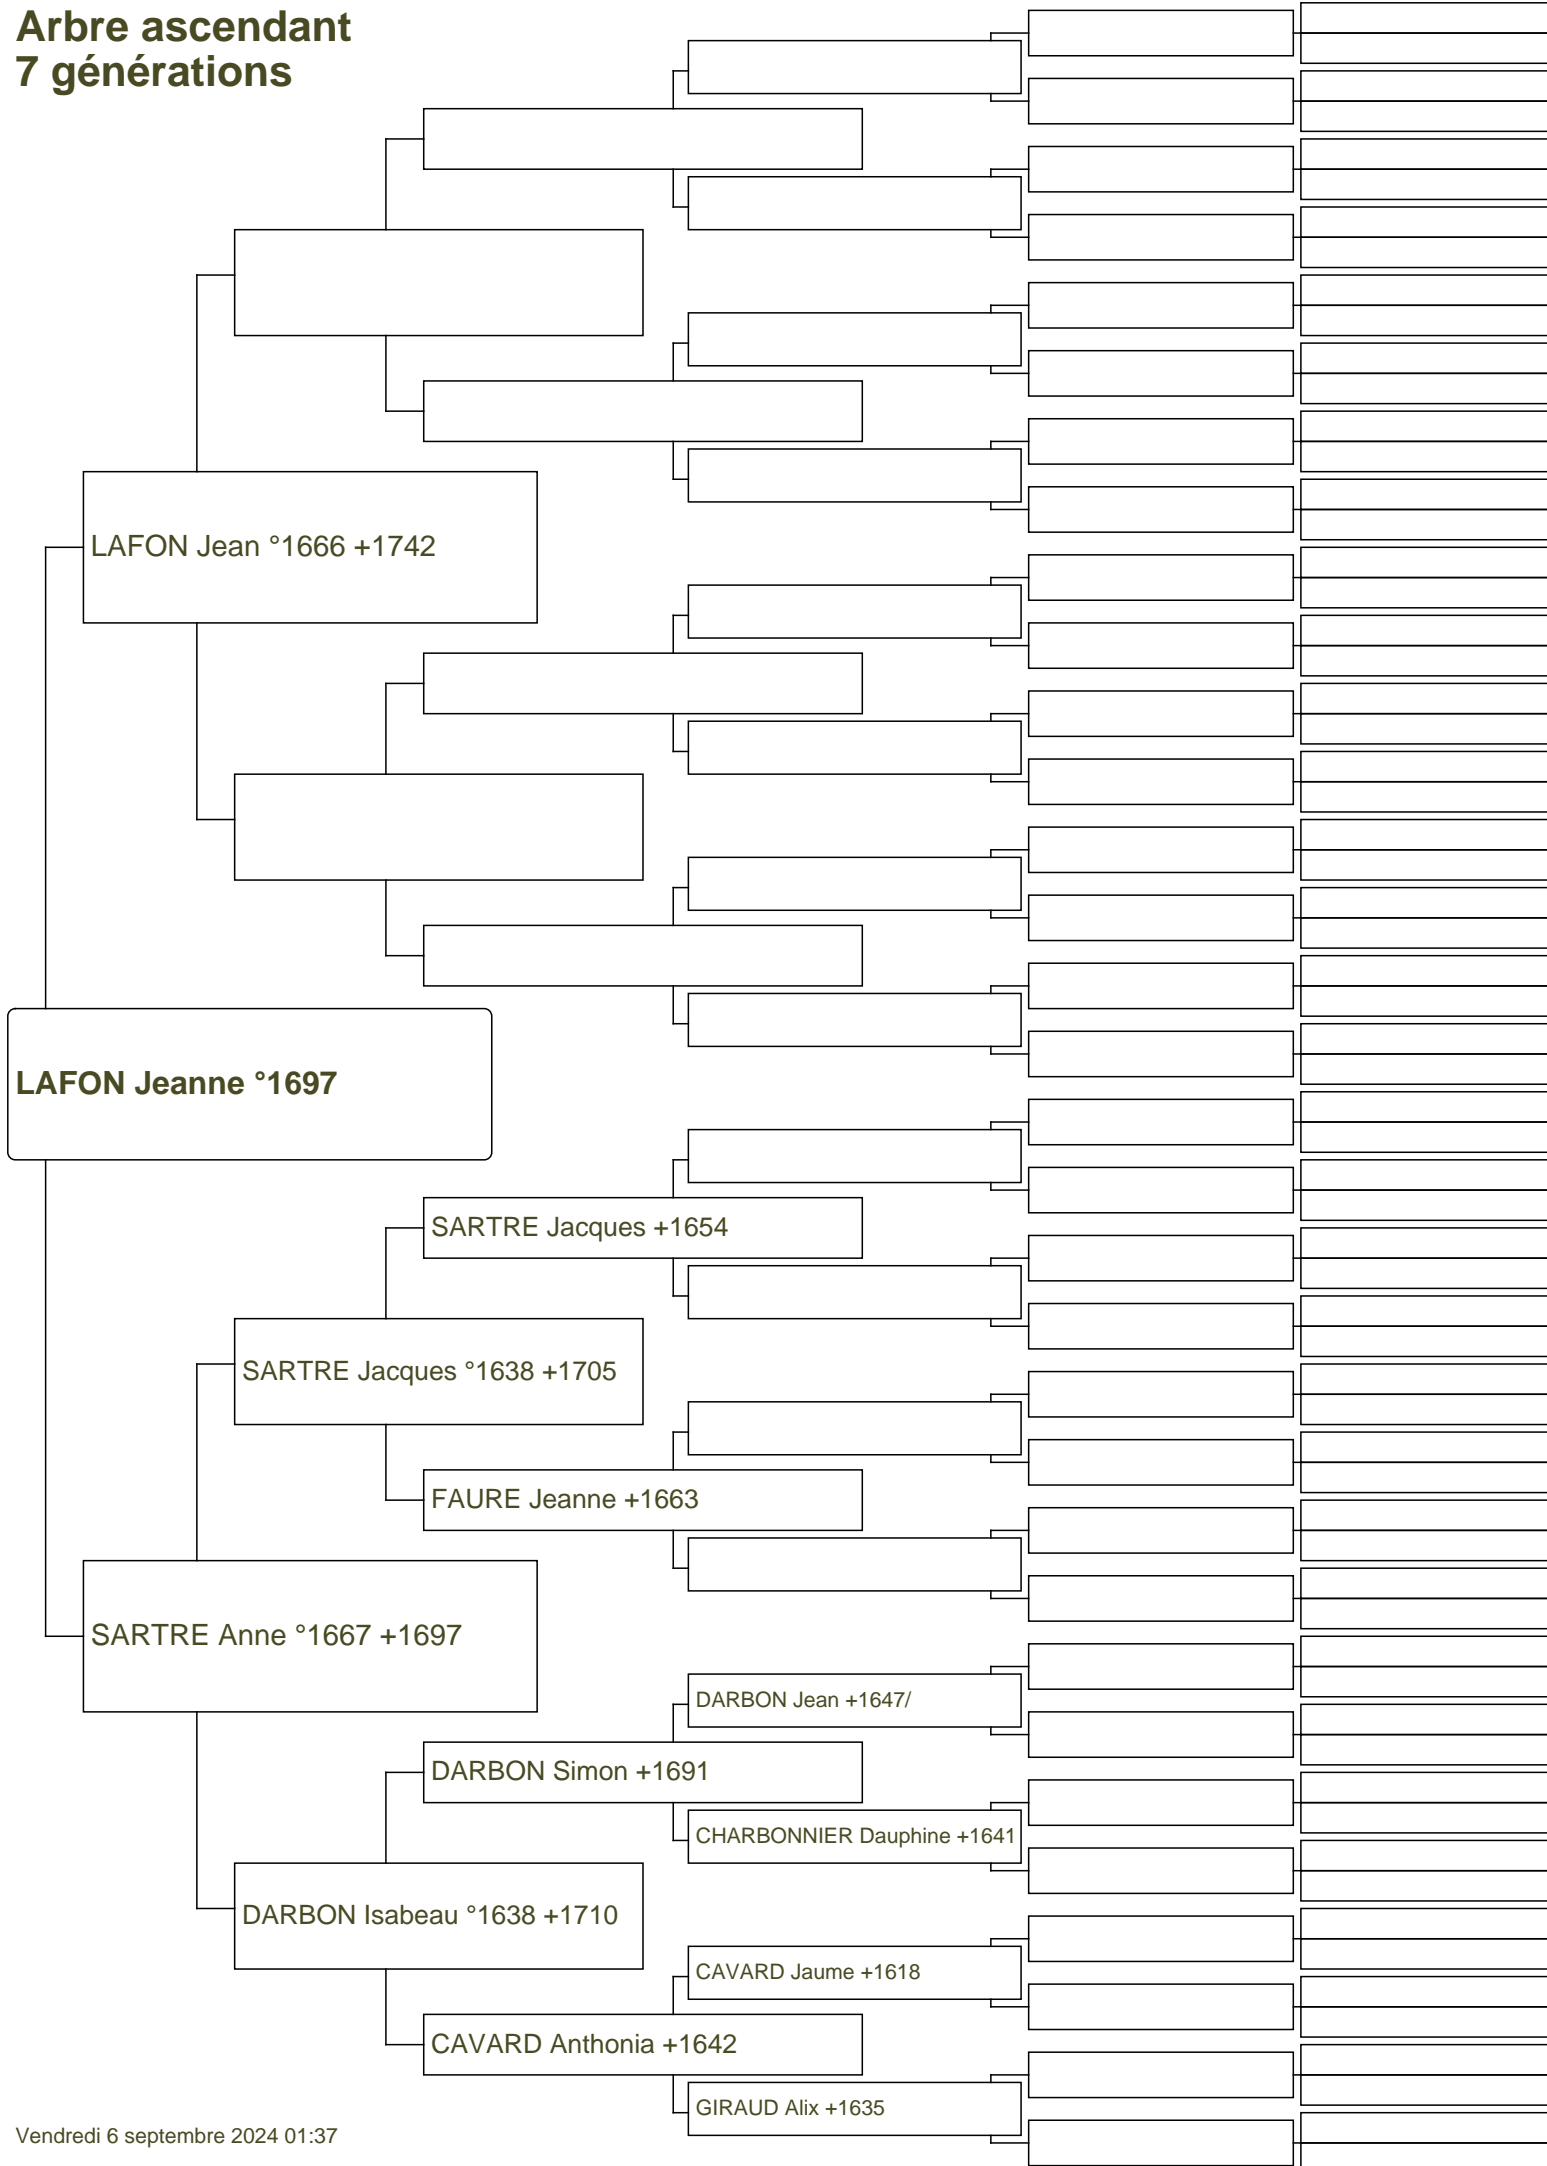 Arbre ascendant
7 générations
LAFON Jean °1666 +1742
LAFON Jeanne °1697
SARTRE Jacques +1654
SARTRE Jacques °1638 +1705
FAURE Jeanne +1663
SARTRE Anne °1667 +1697
DARBON Jean +1647/
DARBON Simon +1691
CHARBONNIER Dauphine +1641
DARBON Isabeau °1638 +1710
CAVARD Jaume +1618
CAVARD Anthonia +1642
GIRAUD Alix +1635
Vendredi 6 septembre 2024 01:37